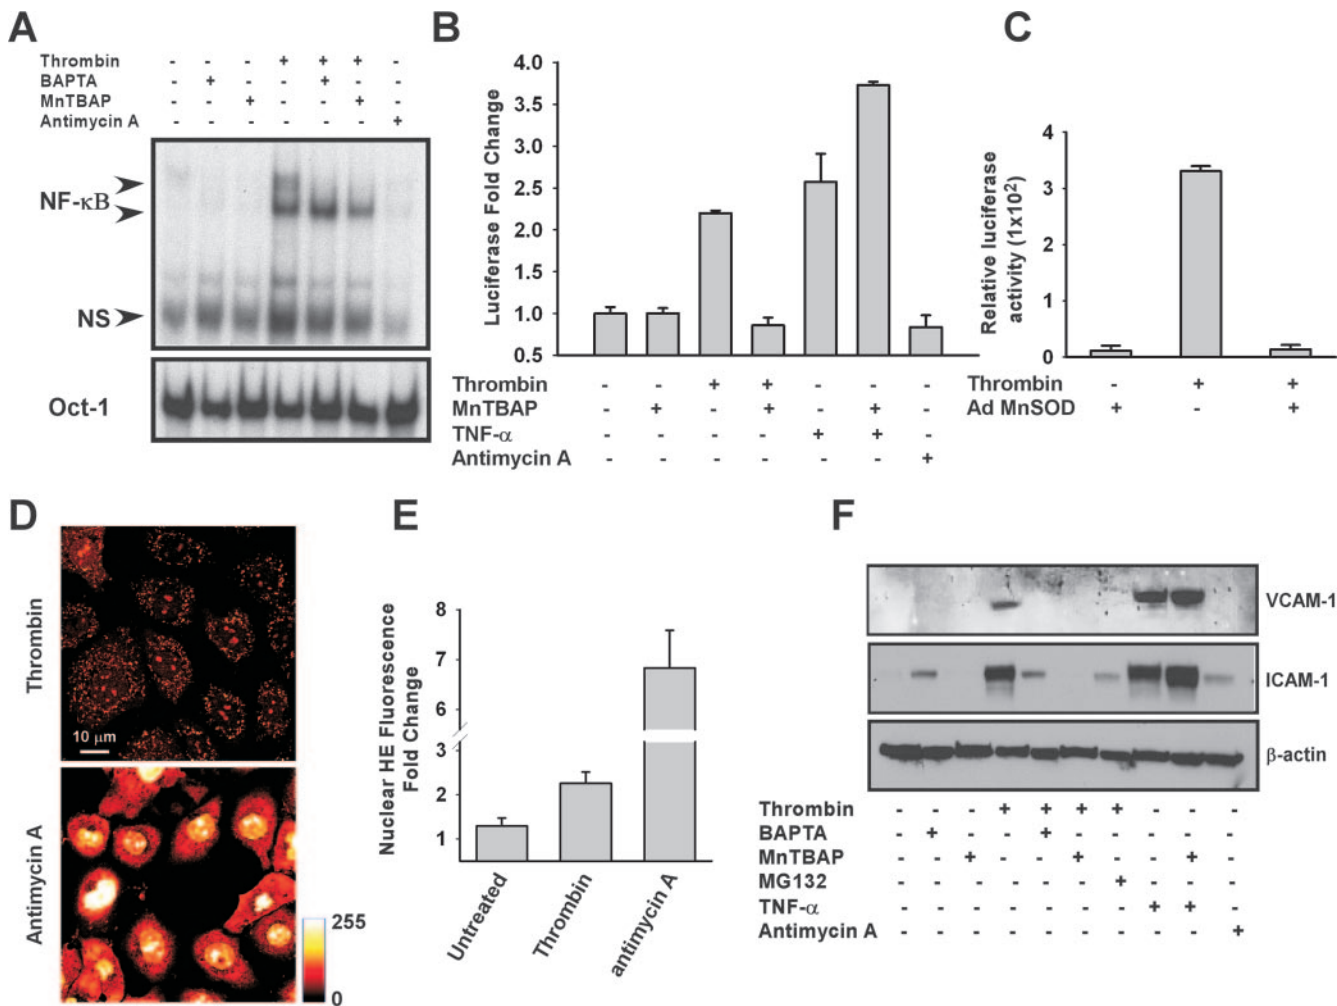 A
Thrombin - - - + + + -
BAPTA - + - - + - -
MnTBAP - - + - - + -
Antimycin A - - - - - - +
NF-κB
NS
Oct-1
B
Luciferase Fold Change
4.0
3.5
3.0
2.5
2.0
1.0
0.5
Thrombin - - + + - - -
MnTBAP - + - + - + -
TNF-α - - - - + + -
Antimycin A - - - - - - +
C
Relative luciferase
activity (1x10²)
4
3
2
1
0
Thrombin - + +
Ad MnSOD + - +
D
Thrombin
10 μm
Antimycin A
255
0
E
Nuclear HE Fluorescence
Fold Change
8
7
6
3
2
1
Untreated
Thrombin
antimycin A
F
VCAM-1
ICAM-1
β-actin
Thrombin - - - + + + + - - -
BAPTA - + - - + - - - - -
MnTBAP - - + - - + - - + -
MG132 - - - - - - + - - -
TNF-α - - - - - - - + + -
Antimycin A - - - - - - - - - +